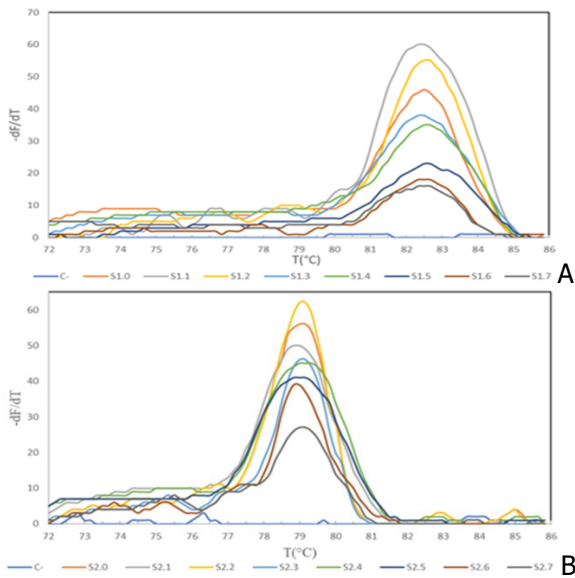 70
60
50
40
30
20
10
0
-dF/dT
72 73 74 75 76 77 78 79 80 81 82 83 84 85 86
T(°C)
C- S1.0 S1.1 S1.2 S1.3 S1.4 S1.5 S1.6 S1.7
A
60
50
40
30
20
10
0
-dF/dT
72 73 74 75 76 77 78 79 80 81 82 83 84 85 86
T(°C)
C- S2.0 S2.1 S2.2 S2.3 S2.4 S2.5 S2.6 S2.7
B